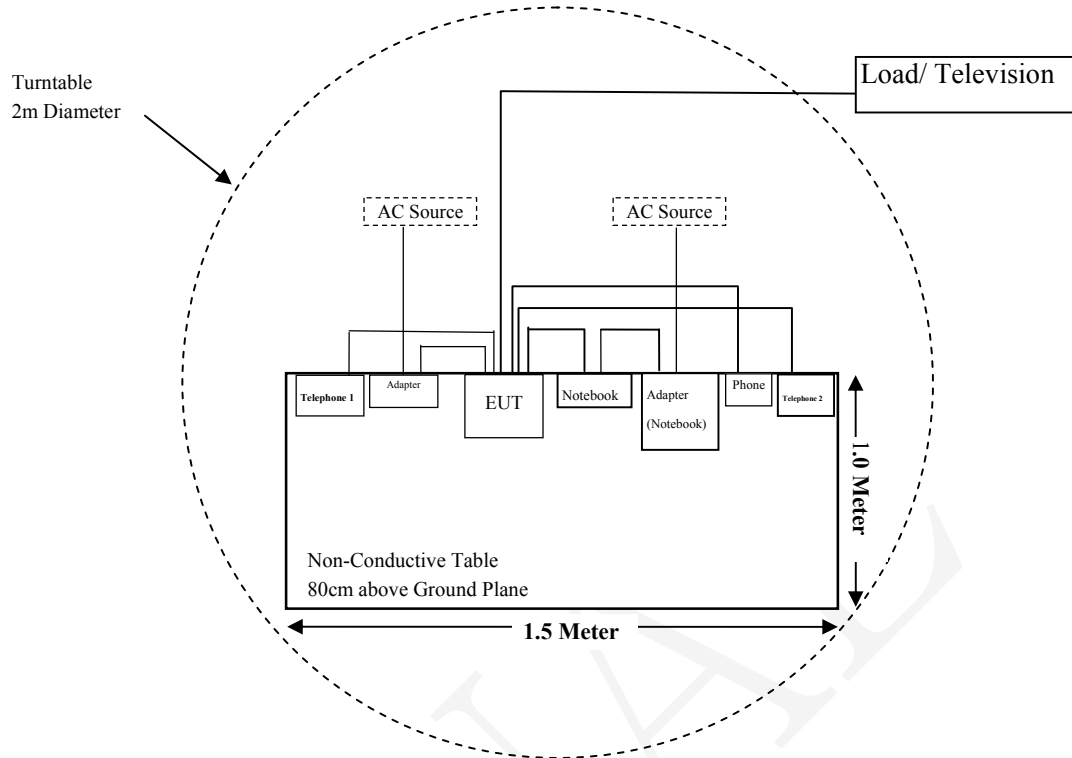 Load/ Television
Turntable
2m Diameter
AC Source
AC Source
Telephone 1
Adapter
EUT
Notebook
Adapter
(Notebook)
Phone
Telephone 2
1.0 Meter
Non-Conductive Table
80cm above Ground Plane
1.5 Meter